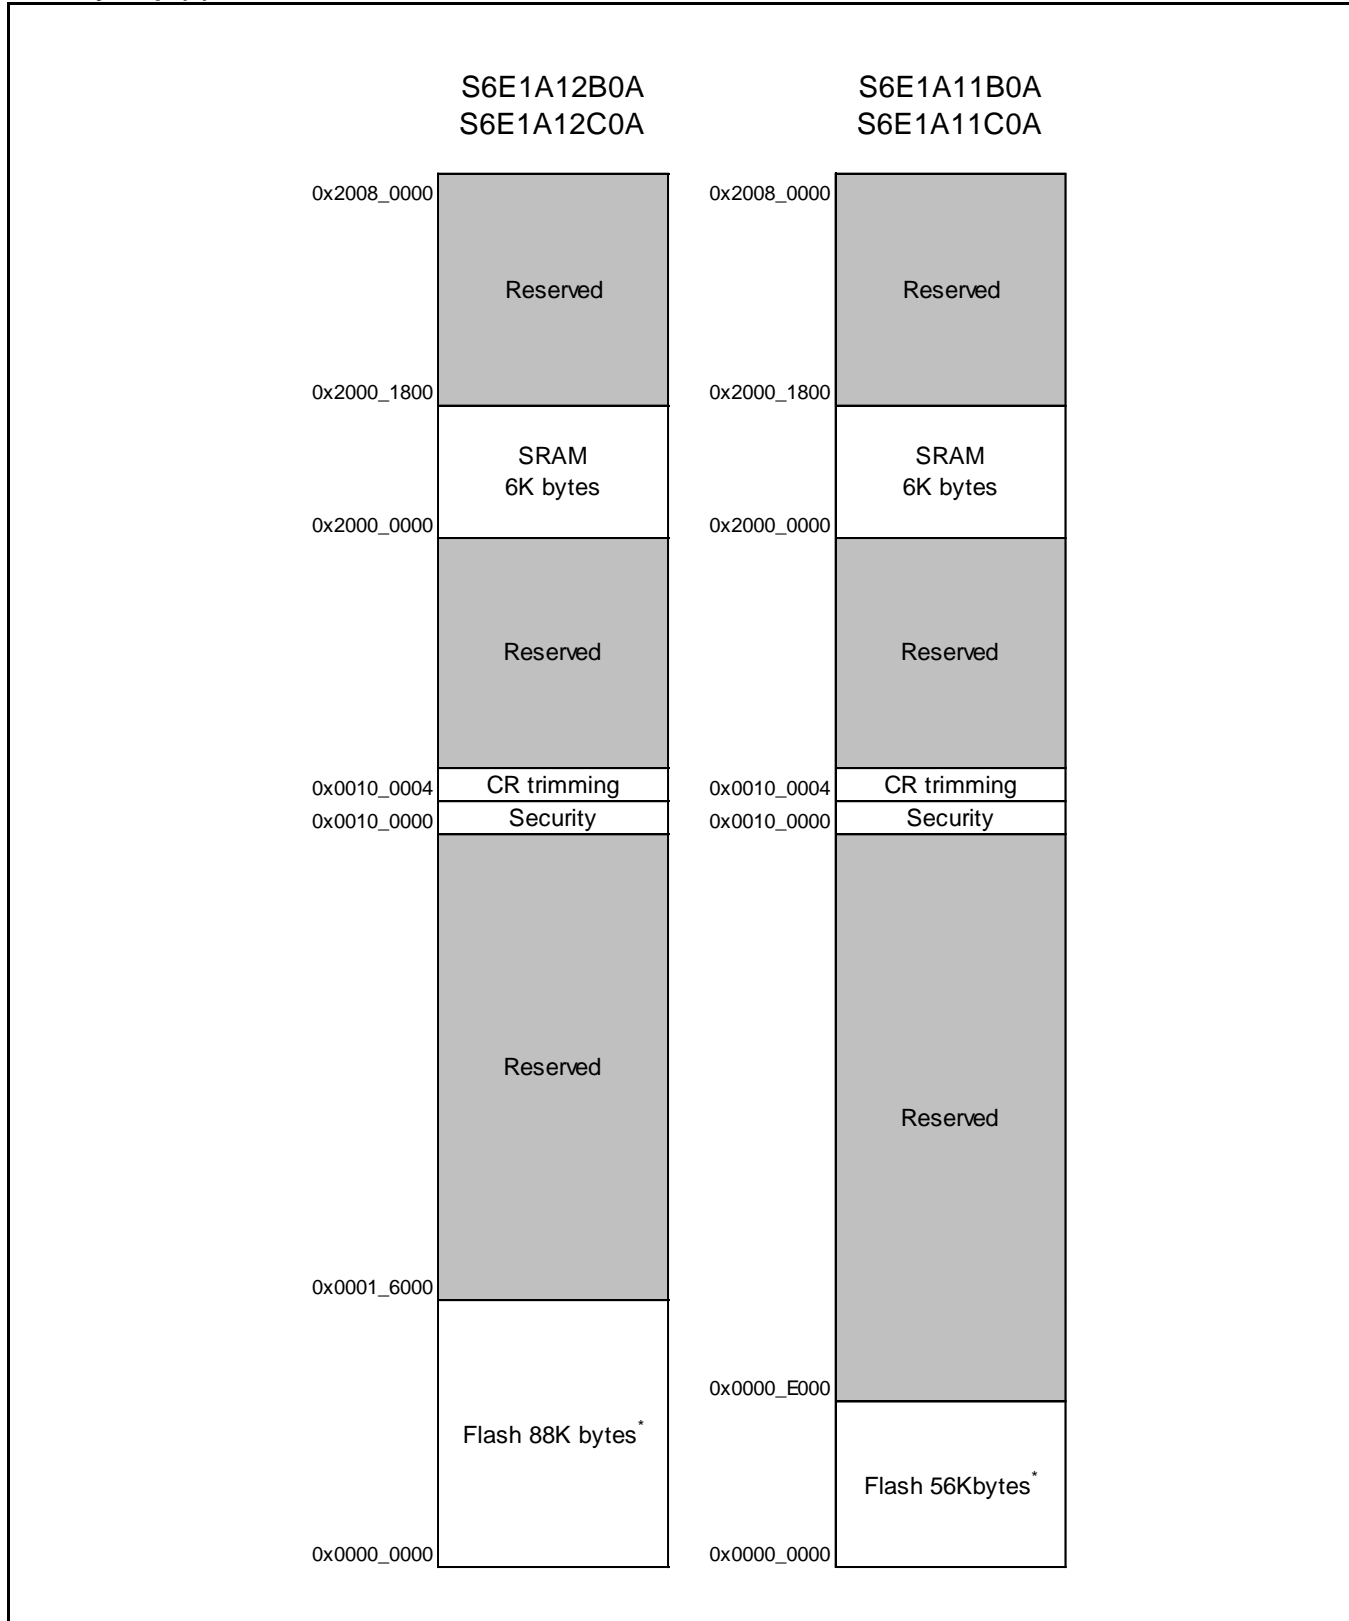 S6E1A12B0A
S6E1A12C0A
0x2008_0000
Reserved
0x2000_1800
SRAM
6K bytes
0x2000_0000
Reserved
0x0010_0004
CR trimming
0x0010_0000
Security
Reserved
0x0001_6000
Flash 88K bytes*
0x0000_0000
S6E1A11B0A
S6E1A11C0A
0x2008_0000
Reserved
0x2000_1800
SRAM
6K bytes
0x2000_0000
Reserved
0x0010_0004
CR trimming
0x0010_0000
Security
Reserved
0x0000_E000
Flash 56Kbytes*
0x0000_0000